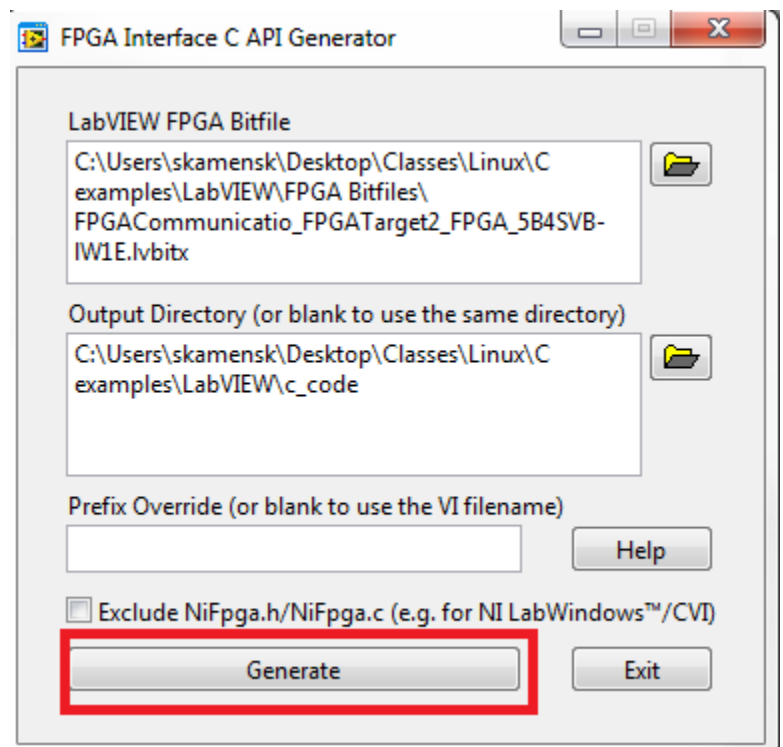 FPGA Interface C API Generator
LabVIEW FPGA Bitfile
C:\Users\skamensk\Desktop\Classes\Linux\C
examples\LabVIEW\FPGA Bitfiles\
FPGACommunicatio_FPGATarget2_FPGA_5B4SVB-
IW1E.lvbitx
Output Directory (or blank to use the same directory)
C:\Users\skamensk\Desktop\Classes\Linux\C
examples\LabVIEW\c_code
Prefix Override (or blank to use the VI filename)
Help
Exclude NiFpga.h/NiFpga.c (e.g. for NI LabWindows™/CVI)
Generate
Exit